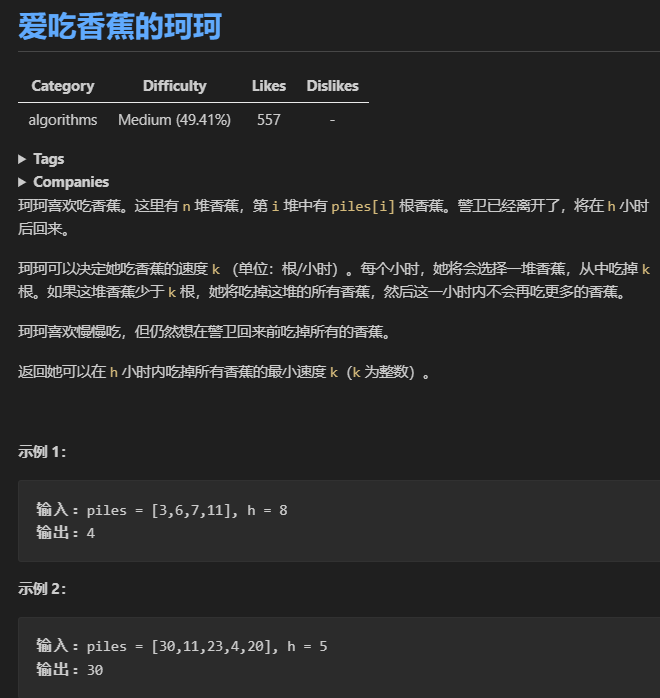 爱吃香蕉的珂珂
Category Difficulty Likes Dislikes
algorithms Medium (49.41%) 557 -
▶ Tags
▶ Companies
珂珂喜欢吃香蕉。这里有 n 堆香蕉，第 i 堆中有 piles[i] 根香蕉。警卫已经离开了，将在 h 小时
后回来。
珂珂可以决定她吃香蕉的速度 k （单位：根/小时）。每个小时，她将会选择一堆香蕉，从中吃掉 k
根。如果这堆香蕉少于 k 根，她将吃掉这堆的所有香蕉，然后这一小时内不会再吃更多的香蕉。
珂珂喜欢慢慢吃，但仍然想在警卫回来前吃掉所有的香蕉。
返回她可以在 h 小时内吃掉所有香蕉的最小速度 k（k 为整数）。
示例 1：
输入：piles = [3,6,7,11], h = 8
输出：4
示例 2：
输入：piles = [30,11,23,4,20], h = 5
输出：30